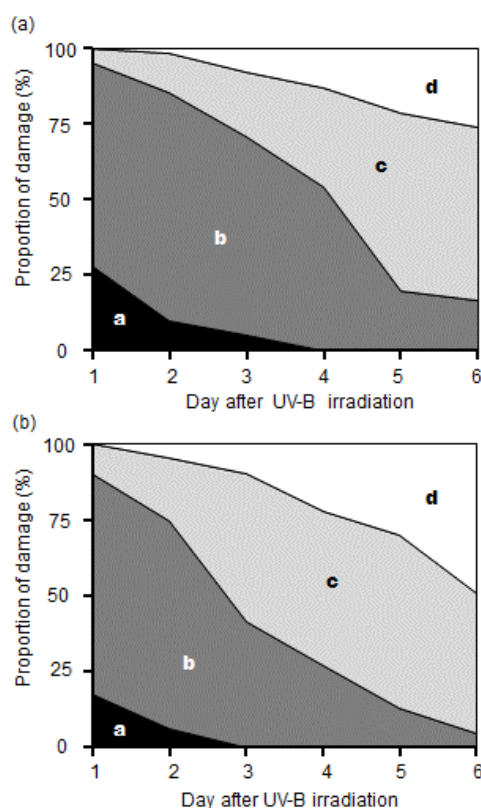 (a)
Proportion of damage (%)
100
75
50
25
0
a
b
c
d
1 2 3 4 5 6
Day after UV-B irradiation
(b)
Proportion of damage (%)
100
75
50
25
0
a
b
c
d
1 2 3 4 5 6
Day after UV-B irradiation